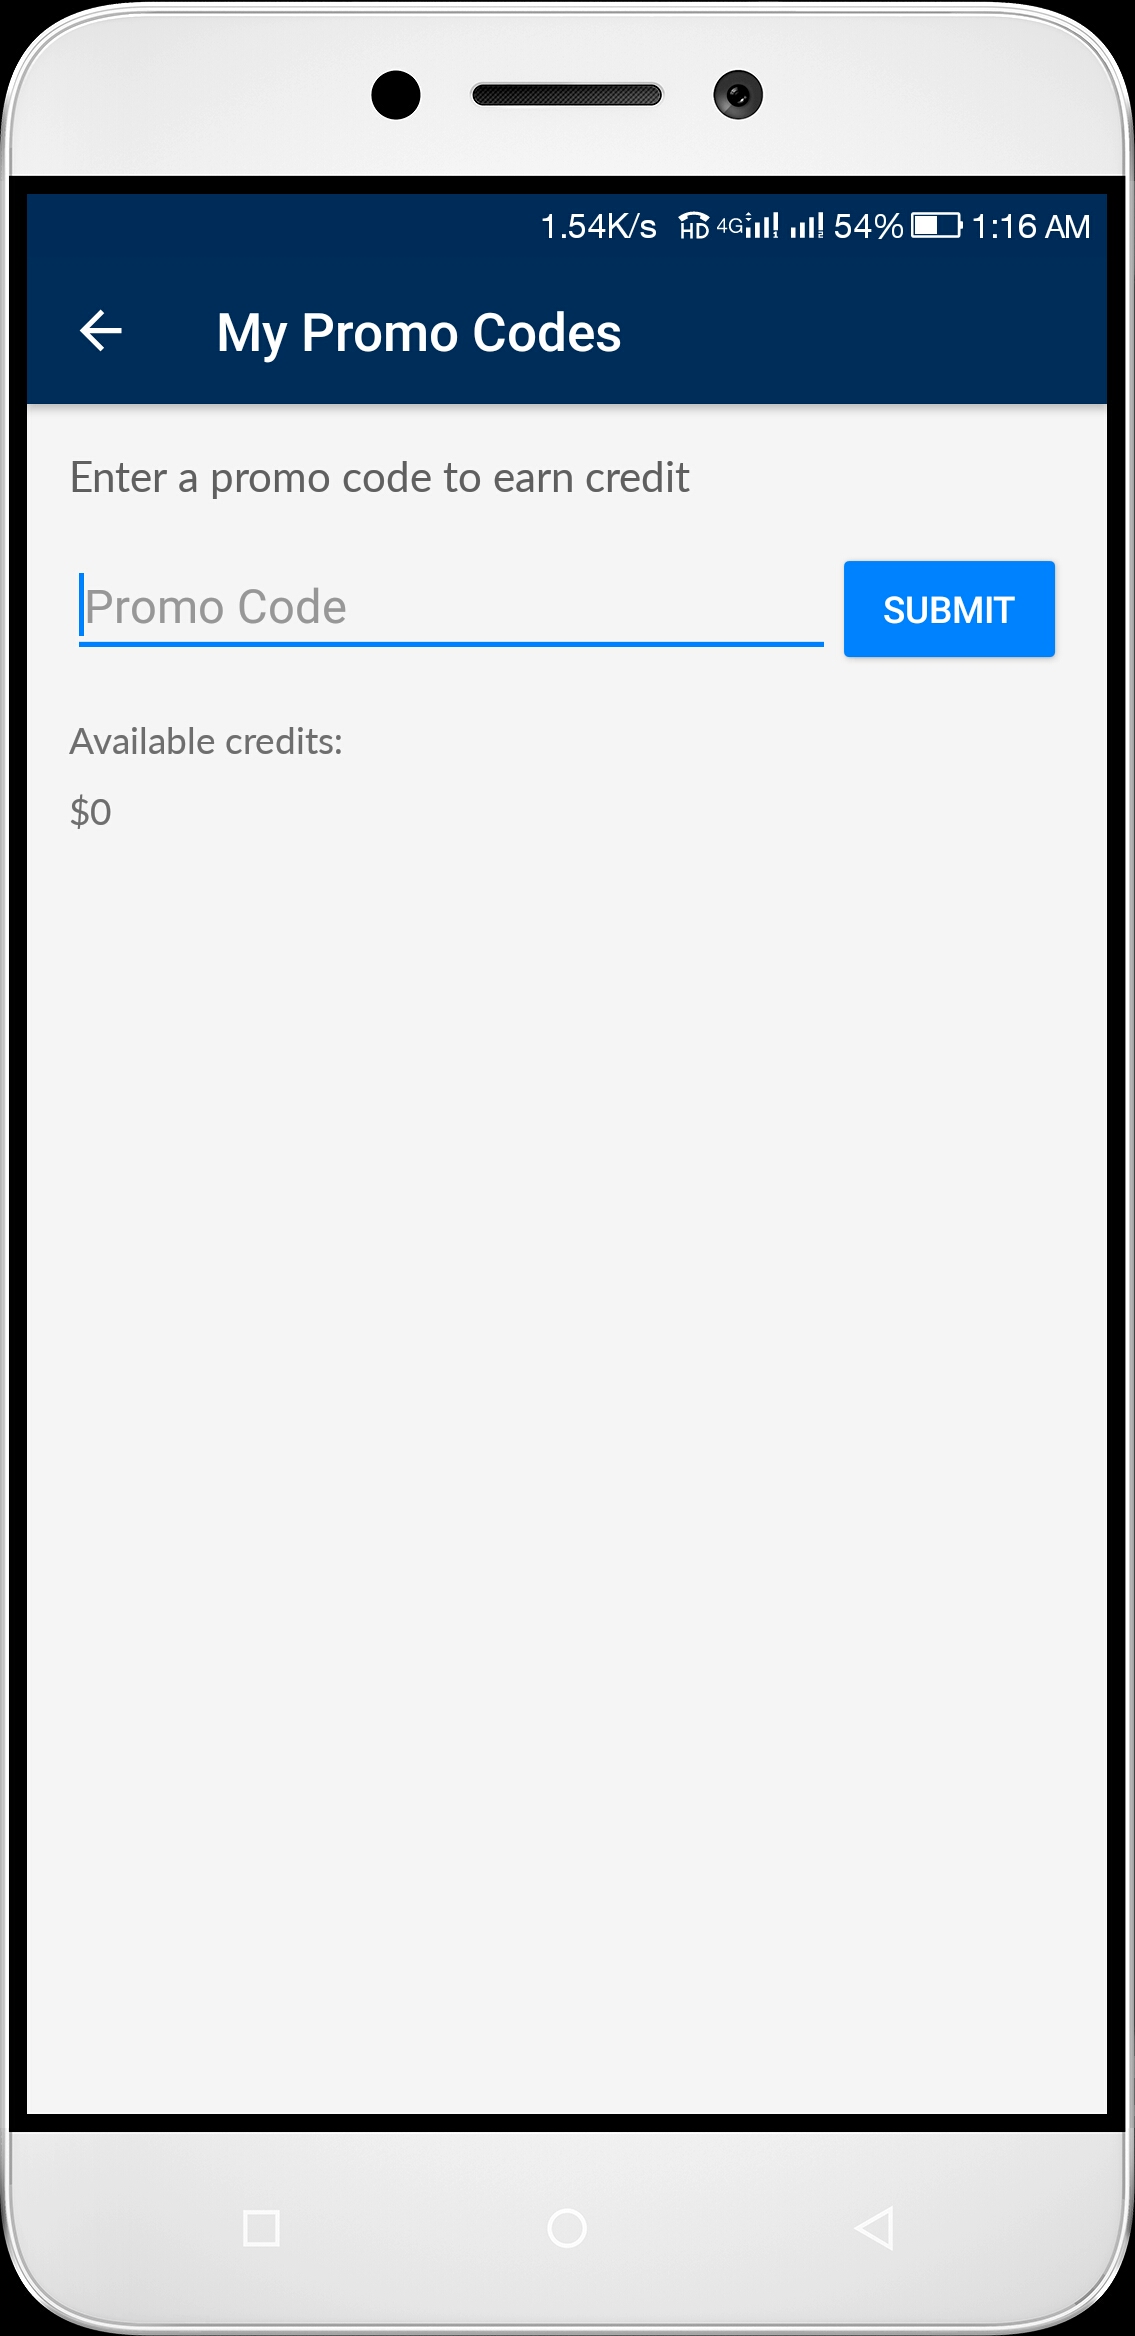 1.54K/s HD 4G 54% 1:16 AM
My Promo Codes
Enter a promo code to earn credit
Promo Code
SUBMIT
Available credits:
$0